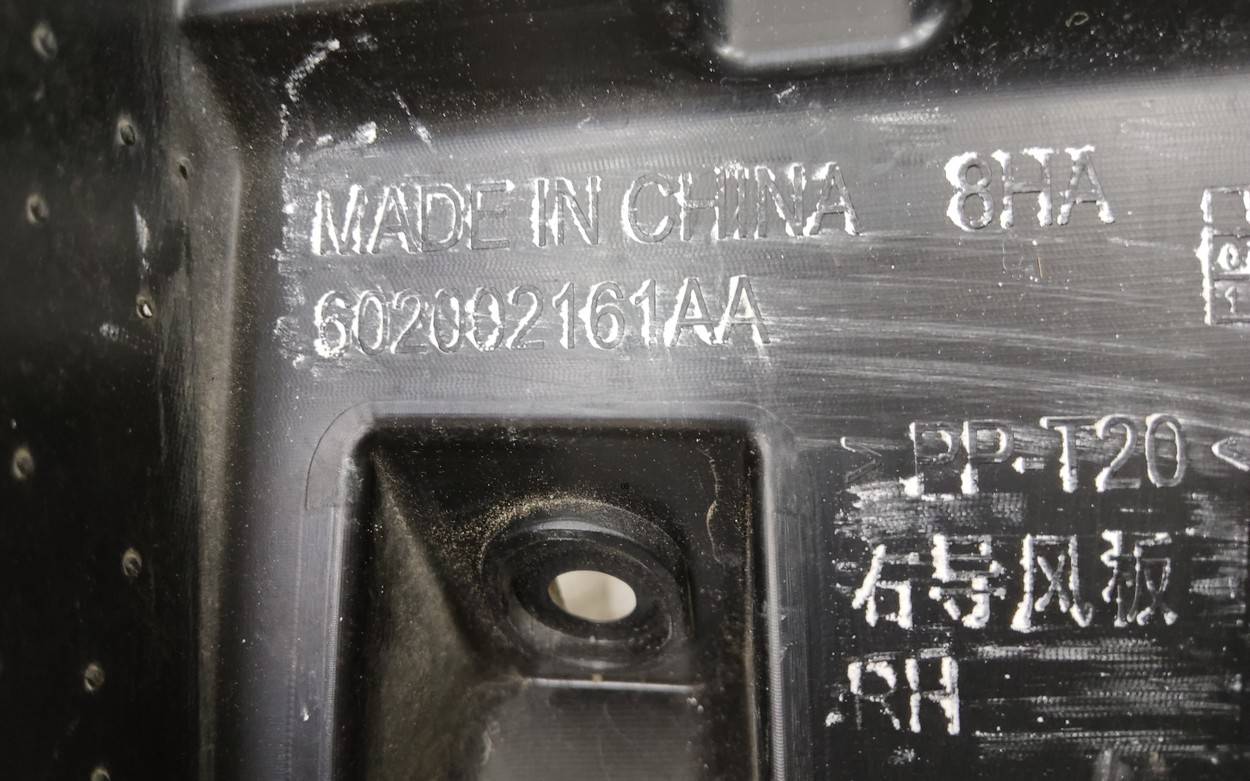 MADE IN CHINA 8HA
602002161AA
>PP-T20<
右导风板
RH